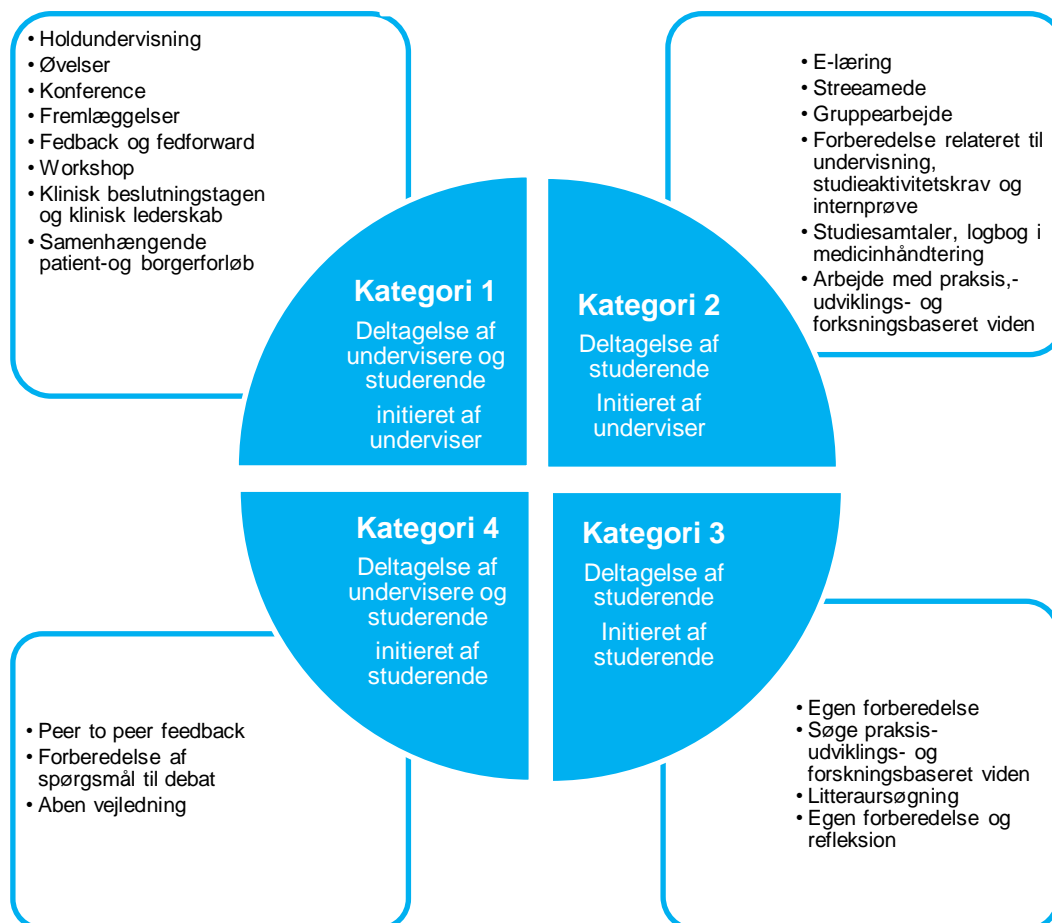 • Holdundervisning
• Øvelser
• Konference
• Fremlæggelser
• Fedback og fedforward
• Workshop
• Klinisk beslutningstagen
og klinisk lederskab
• Samenhængende
patient-og borgerforløb
• E-læring
• Streeamede
• Gruppearbejde
• Forberedelse relateret til
undervisning,
studieaktivitetskrav og
internprøve
• Studiesamtaler, logbog i
medicinhåndtering
• Arbejde med praksis,-
udviklings- og
forksningsbaseret viden
Kategori 1
Deltagelse af
undervisere og
studerende
initieret af
underviser
Kategori 2
Deltagelse af
studerende
Initieret af
underviser
Kategori 4
Deltagelse af
undervisere og
studerende
initieret af
studerende
Kategori 3
Deltagelse af
studerende
Initieret af
studerende
• Peer to peer feedback
• Forberedelse af
spørgsmål til debat
• Aben vejledning
• Egen forberedelse
• Søge praksis-
udviklings- og
forskningsbaseret viden
• Litteraursøgning
• Egen forberedelse og
refleksion